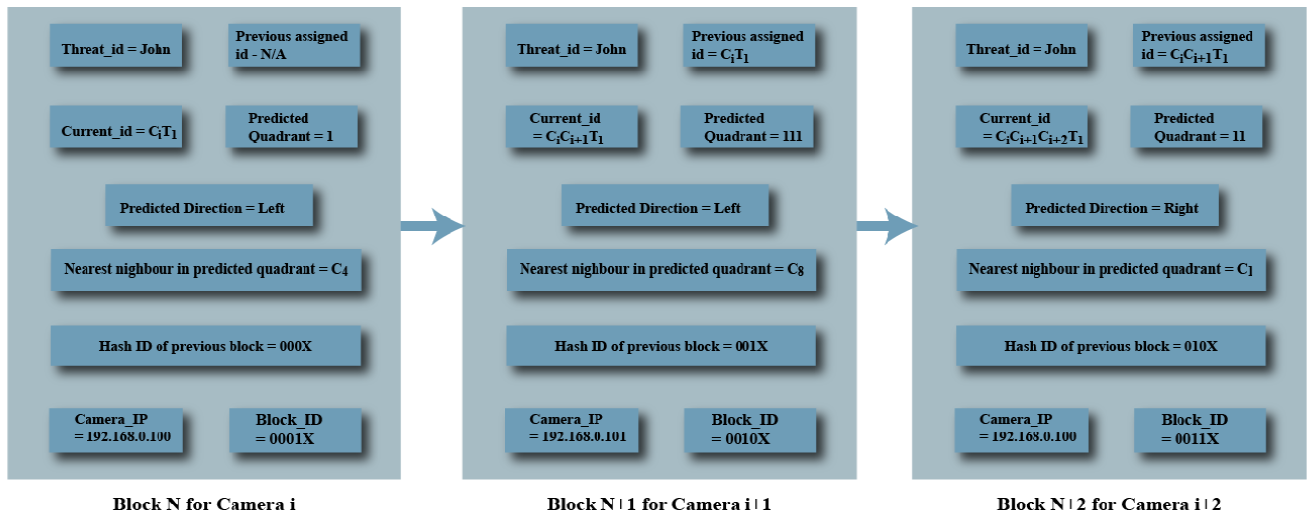 Threat_id = John
Previous assigned
id - N/A
Current_id = CᵢT₁
Predicted
Quadrant = 1
Predicted Direction = Left
Nearest neighbour in predicted quadrant = C₄
Hash ID of previous block = 000X
Camera_IP
= 192.168.0.100
Block_ID
= 0001X
Block N for Camera i
Threat_id = John
Previous assigned
id = CᵢT₁
Current_id
= CᵢCᵢ₊₁T₁
Predicted
Quadrant = 111
Predicted Direction = Left
Nearest neighbour in predicted quadrant = C₈
Hash ID of previous block = 001X
Camera_IP
= 192.168.0.101
Block_ID
= 0010X
Block N+1 for Camera i+1
Threat_id = John
Previous assigned
id = CᵢCᵢ₊₁T₁
Current_id
= CᵢCᵢ₊₁Cᵢ₊₂T₁
Predicted
Quadrant = 11
Predicted Direction = Right
Nearest neighbour in predicted quadrant = C₁
Hash ID of previous block = 010X
Camera_IP
= 192.168.0.100
Block_ID
= 0011X
Block N+2 for Camera i+2